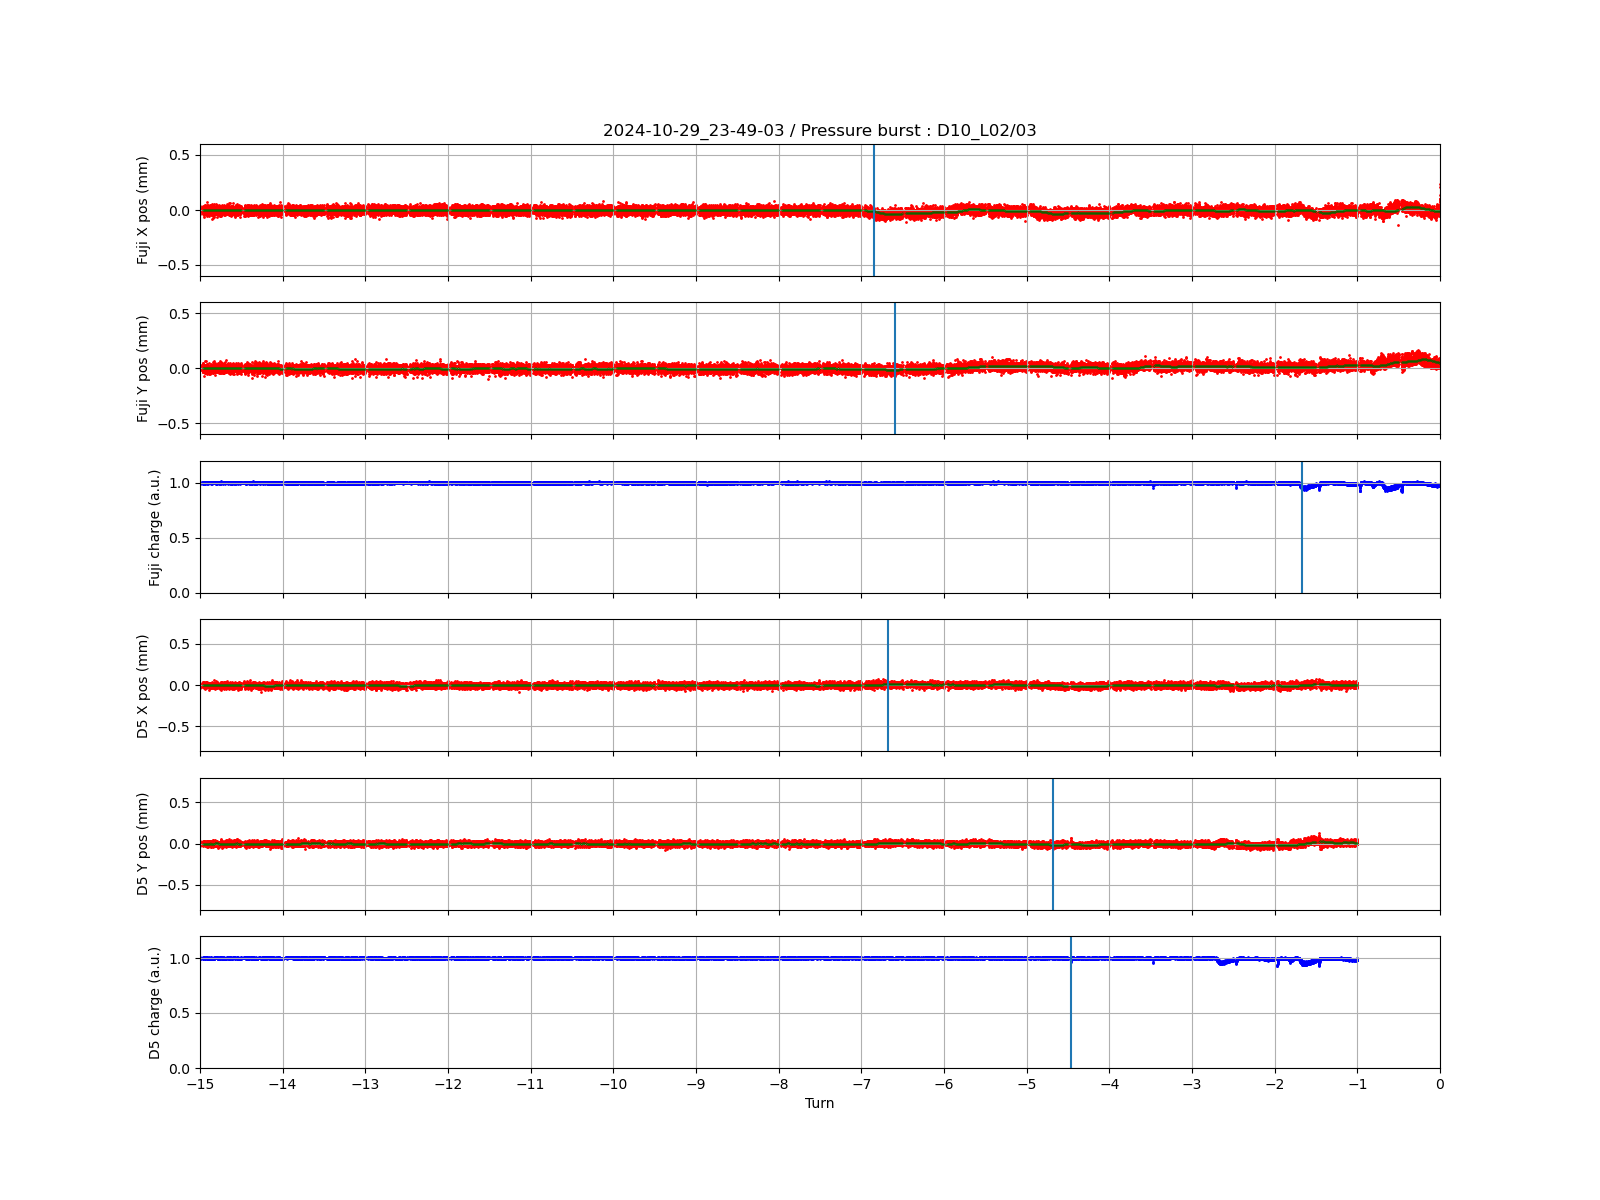 2024-10-29_23-49-03 / Pressure burst : D10_L02/03
Fuji X pos (mm)
0.5
0.0
−0.5
Fuji Y pos (mm)
0.5
0.0
−0.5
Fuji charge (a.u.)
1.0
0.5
0.0
D5 X pos (mm)
0.5
0.0
−0.5
D5 Y pos (mm)
0.5
0.0
−0.5
D5 charge (a.u.)
1.0
0.5
0.0
−15 −14 −13 −12 −11 −10 −9 −8 −7 −6 −5 −4 −3 −2 −1 0
Turn